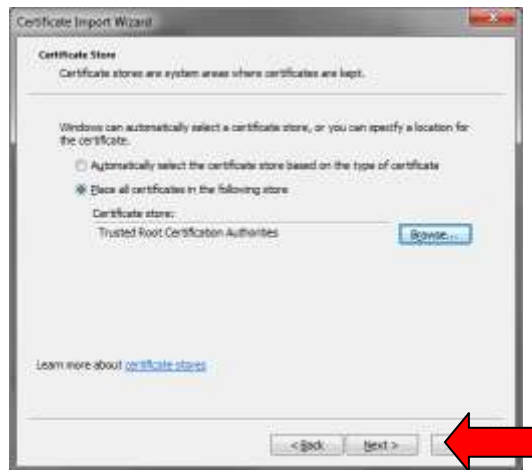 Certificate Import Wizard
Certificate Store
Certificate stores are system areas where certificates are kept.
Windows can automatically select a certificate store, or you can specify a location for
the certificate.
Automatically select the certificate store based on the type of certificate
Place all certificates in the following store
Certificate store:
Trusted Root Certification Authorities
Browse...
Learn more about certificate stores
< Back
Next >